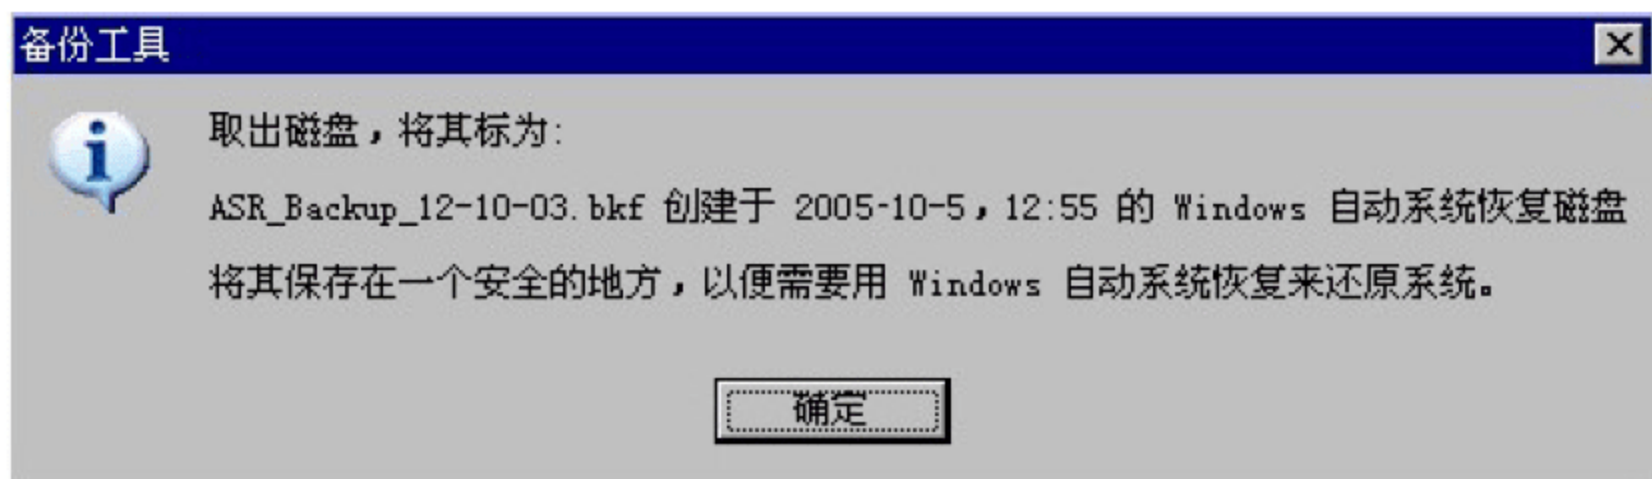 备份工具
取出磁盘，将其标为:
ASR_Backup_12-10-03.bkf 创建于 2005-10-5，12:55 的 Windows 自动系统恢复磁盘
将其保存在一个安全的地方，以便需要用 Windows 自动系统恢复来还原系统。
确定